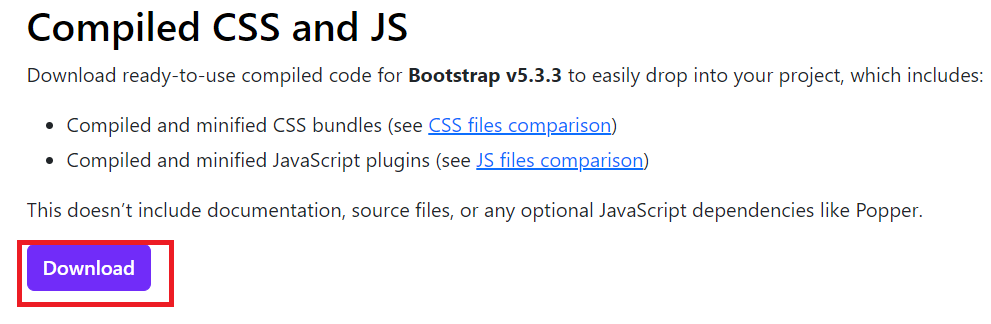 Compiled CSS and JS
Download ready-to-use compiled code for Bootstrap v5.3.3 to easily drop into your project, which includes:
• Compiled and minified CSS bundles (see CSS files comparison)
• Compiled and minified JavaScript plugins (see JS files comparison)
This doesn’t include documentation, source files, or any optional JavaScript dependencies like Popper.
Download